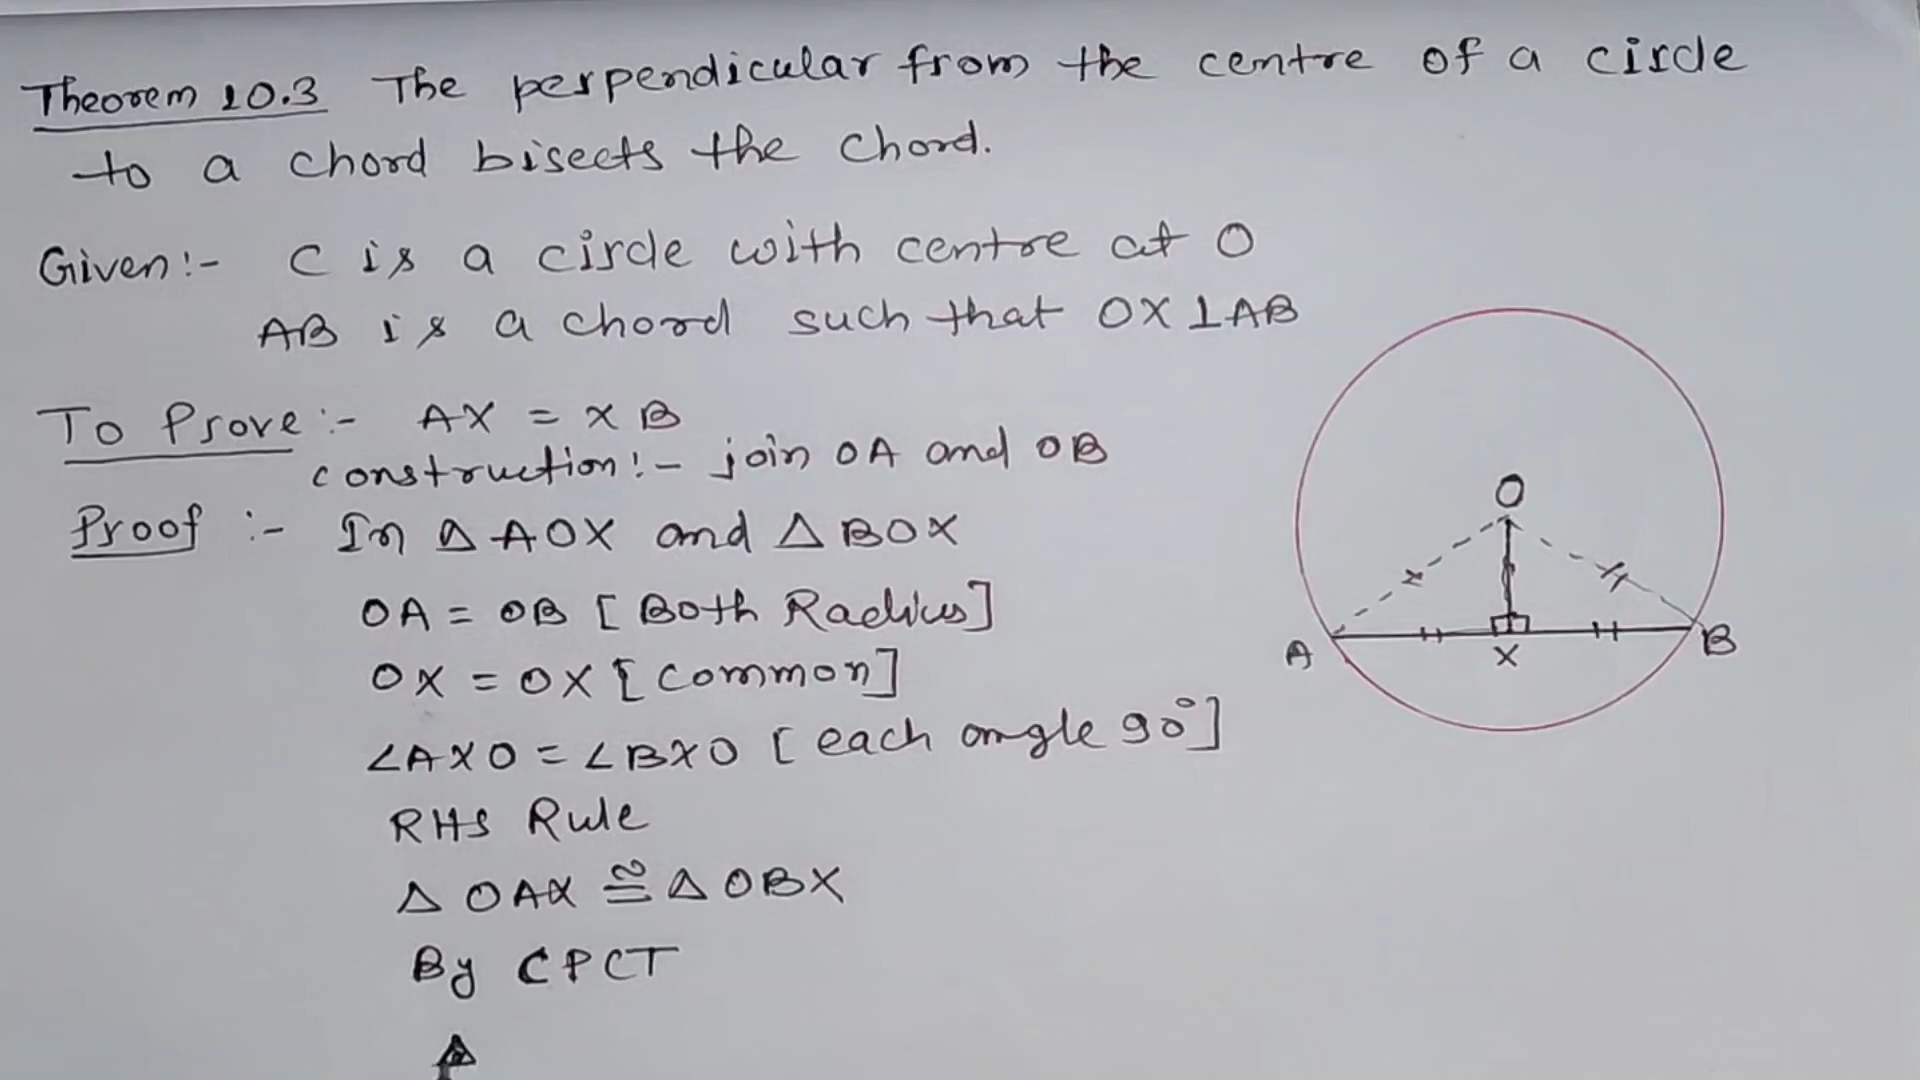 Theorem 10.3 The perpendicular from the centre of a circle
to a chord bisects the chord.
Given:- C is a circle with centre at O
AB is a chord such that OX ⊥ AB
To Prove:- AX = XB
construction:- join OA and OB
Proof :- In △ AOX and △ BOX
OA = OB [Both Radius]
OX = OX [common]
∠AXO = ∠BXO [each angle 90°]
RHS Rule
△ OAX ≅ △ OBX
By CPCT
A
O
A
X
B